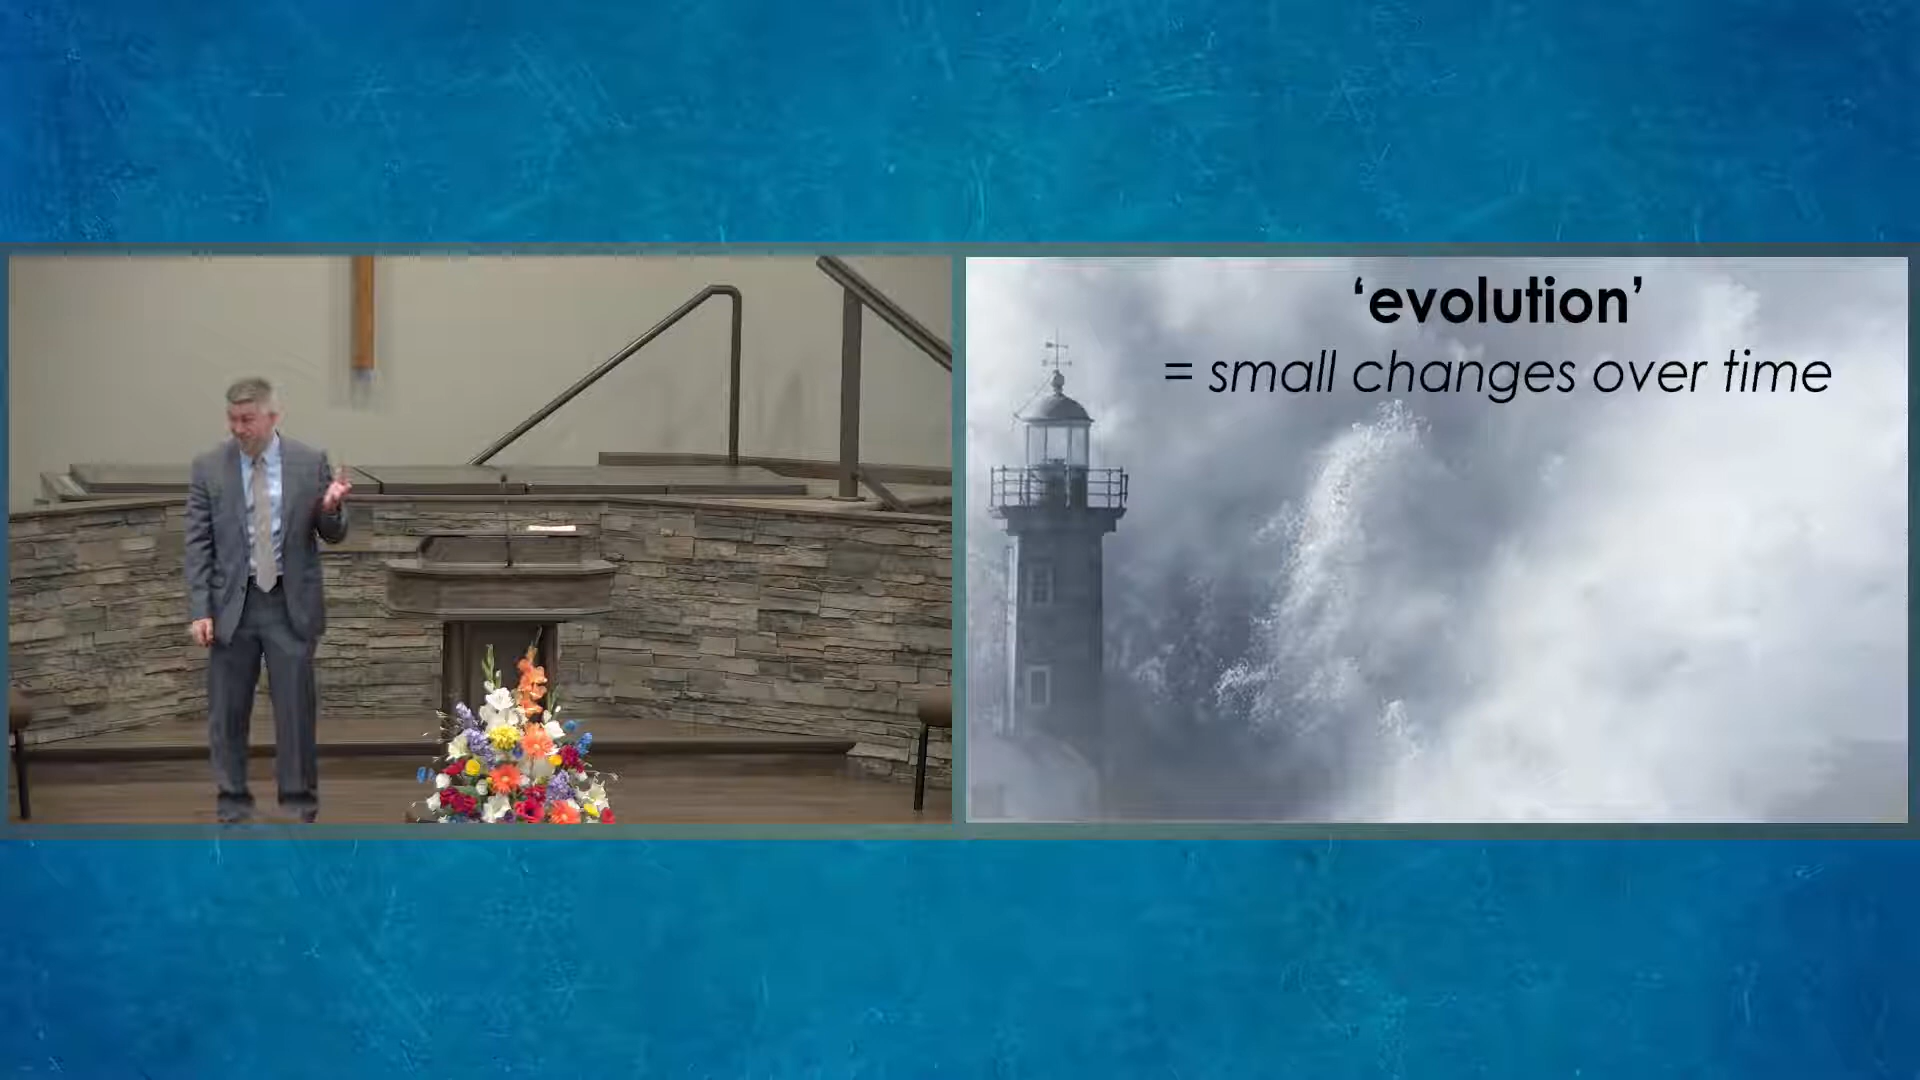 ‘evolution’
= small changes over time